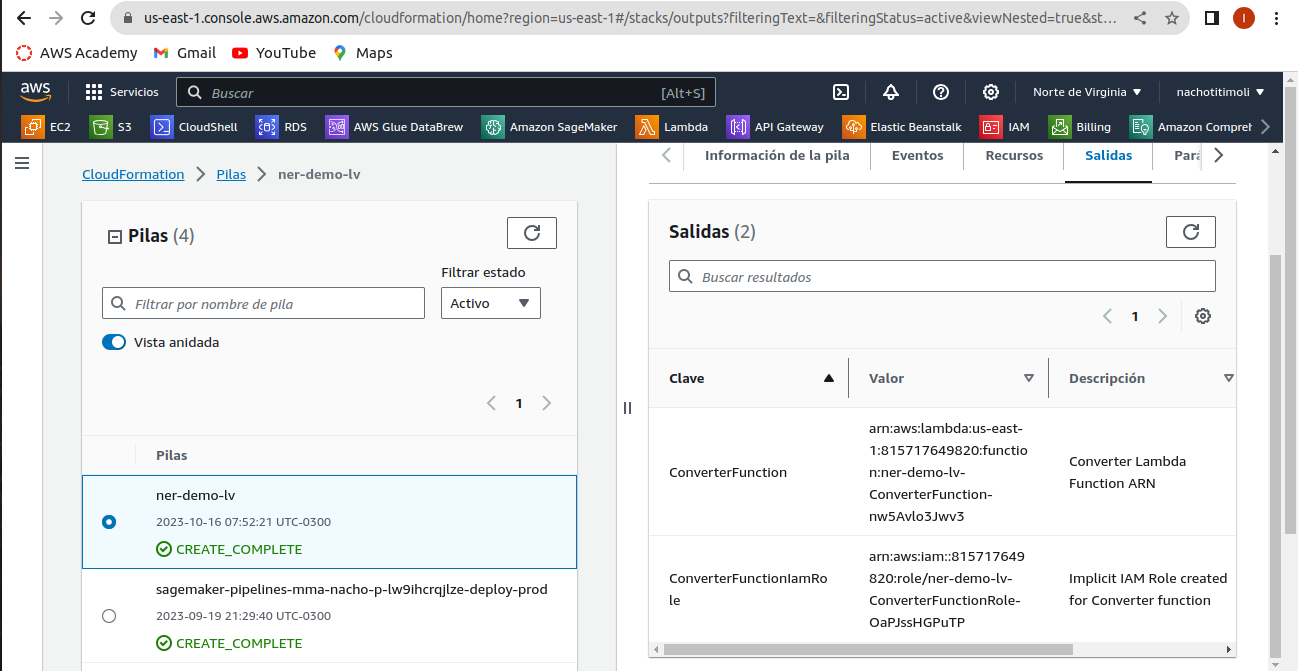 us-east-1.console.aws.amazon.com/cloudformation/home?region=us-east-1#/stacks/outputs?filteringText=&filteringStatus=active&viewNested=true&st...
I
AWS Academy
Gmail
YouTube
Maps
aws
Servicios
Buscar
[Alt+S]
Norte de Virginia
nachotitimoli
EC2
S3
CloudShell
RDS
AWS Glue DataBrew
Amazon SageMaker
Lambda
API Gateway
Elastic Beanstalk
IAM
Billing
Amazon Compreh
CloudFormation
Pilas
ner-demo-lv
Pilas (4)
Filtrar por nombre de pila
Filtrar estado
Activo
Vista anidada
1
Pilas
ner-demo-lv
2023-10-16 07:52:21 UTC-0300
CREATE_COMPLETE
sagemaker-pipelines-mma-nacho-p-lw9ihcrqjlze-deploy-prod
2023-09-19 21:29:40 UTC-0300
CREATE_COMPLETE
Información de la pila
Eventos
Recursos
Salidas
Pará
Salidas (2)
Buscar resultados
1
Clave
Valor
Descripción
ConverterFunction
arn:aws:lambda:us-east-
1:815717649820:functio
n:ner-demo-lv-
ConverterFunction-
nw5Avlo3Jwv3
Converter Lambda
Function ARN
ConverterFunctionIamRo
le
arn:aws:iam::815717649
820:role/ner-demo-lv-
ConverterFunctionRole-
OaPJssHGPuTP
Implicit IAM Role created
for Converter function